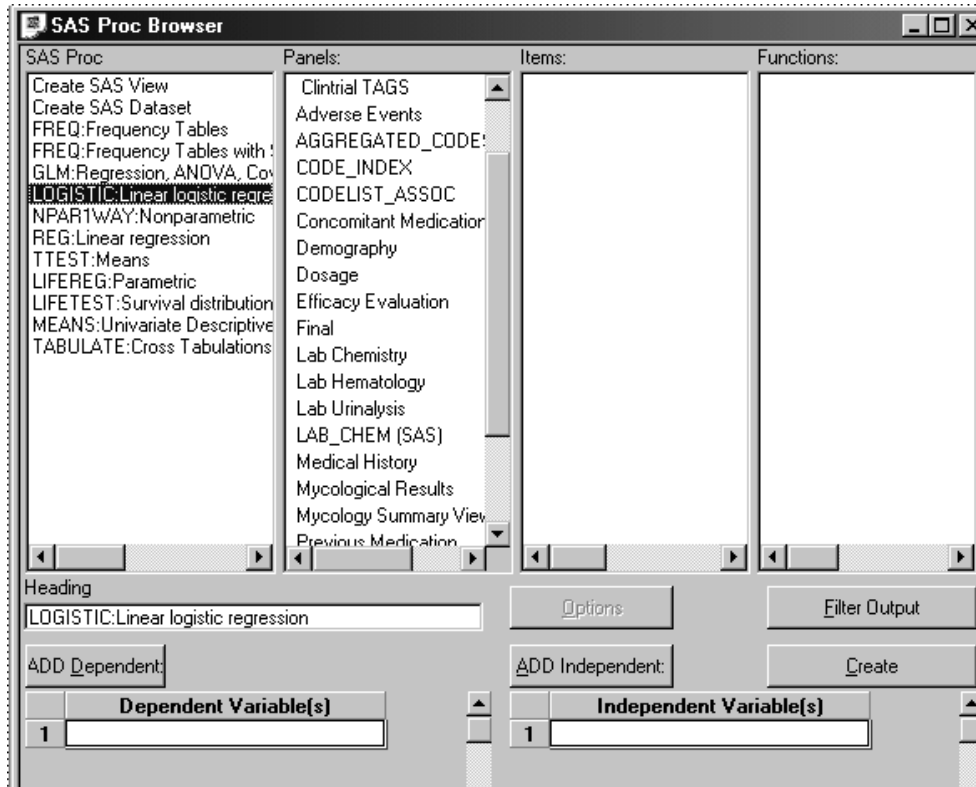 SAS Proc Browser
SAS Proc
Create SAS View
Create SAS Dataset
FREQ:Frequency Tables
FREQ:Frequency Tables with
GLM:Regression, ANOVA, Cov
LOGISTIC:Linear logistic regre
NPAR1WAY:Nonparametric
REG:Linear regression
TTEST:Means
LIFEREG:Parametric
LIFETEST:Survival distribution
MEANS:Univariate Descriptive
TABULATE:Cross Tabulations
Panels:
Clintrial TAGS
Adverse Events
AGGREGATED_CODES
CODE_INDEX
CODELIST_ASSOC
Concomitant Medication
Demography
Dosage
Efficacy Evaluation
Final
Lab Chemistry
Lab Hematology
Lab Urinalysis
LAB_CHEM (SAS)
Medical History
Mycological Results
Mycology Summary View
Previous Medication
Items:
Functions:
Heading
LOGISTIC:Linear logistic regression
Options
Filter Output
ADD Dependent:
ADD Independent:
Create
Dependent Variable(s)
1
Independent Variable(s)
1